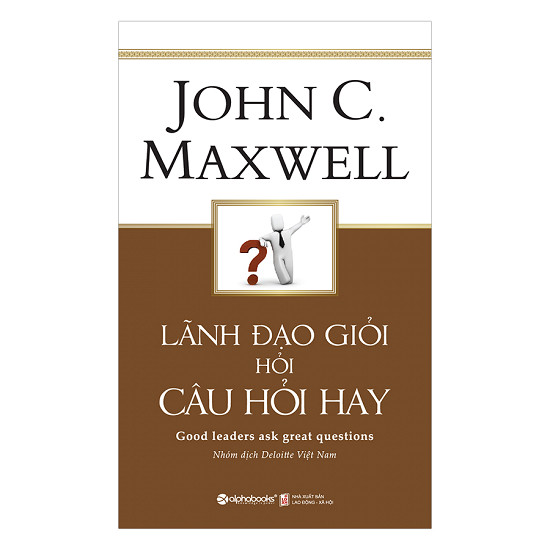 JOHN C.
MAXWELL
?
LÃNH ĐẠO GIỎI
HỎI
CÂU HỎI HAY
Good leaders ask great questions
Nhóm dịch Deloitte Việt Nam
alphabooks®
NHÀ XUẤT BẢN
LAO ĐỘNG - XÃ HỘI